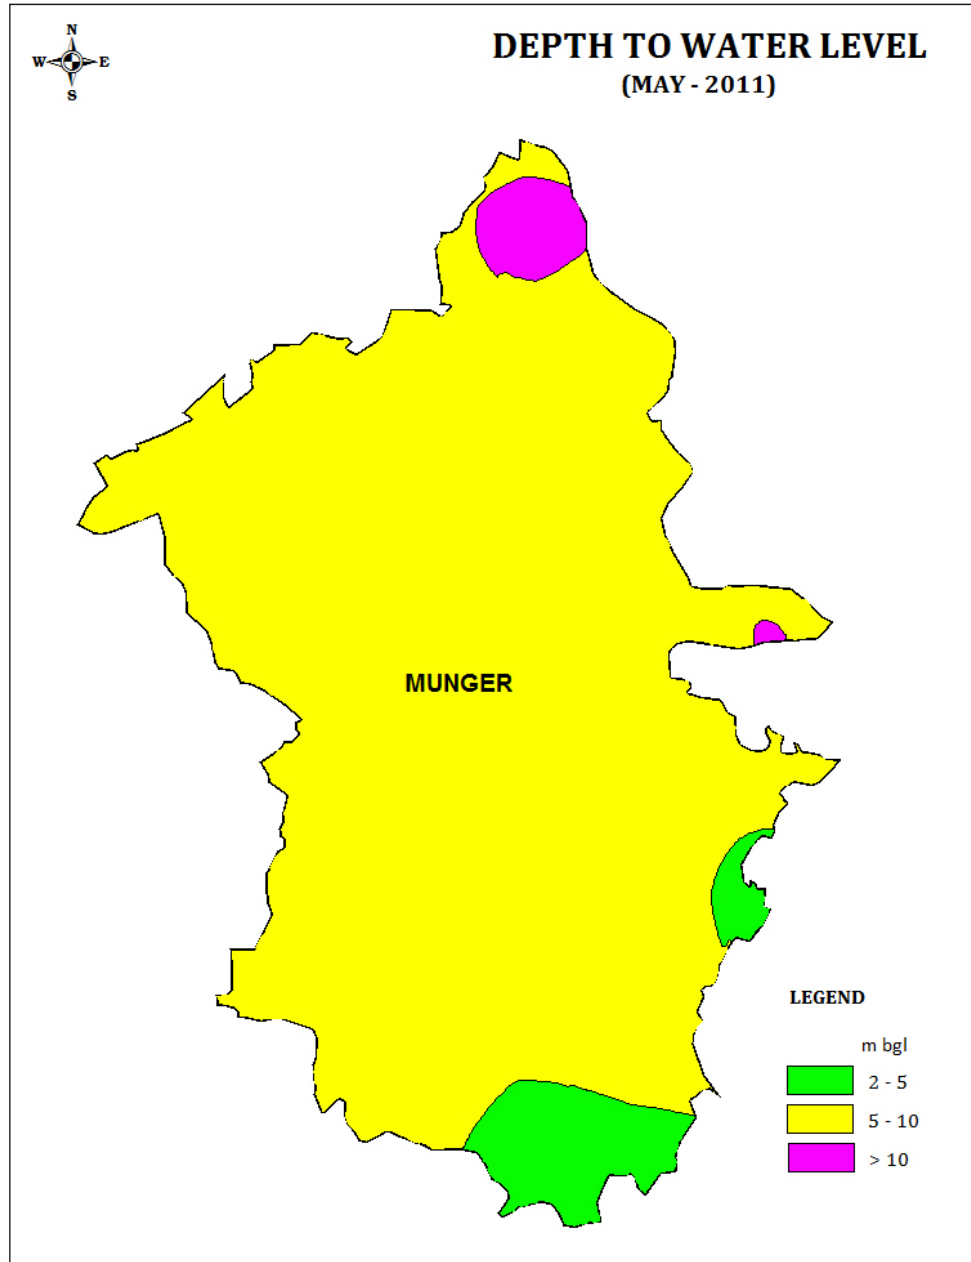 N
W E
S
DEPTH TO WATER LEVEL
(MAY - 2011)
MUNGER
LEGEND
m bgl
2 - 5
5 - 10
> 10